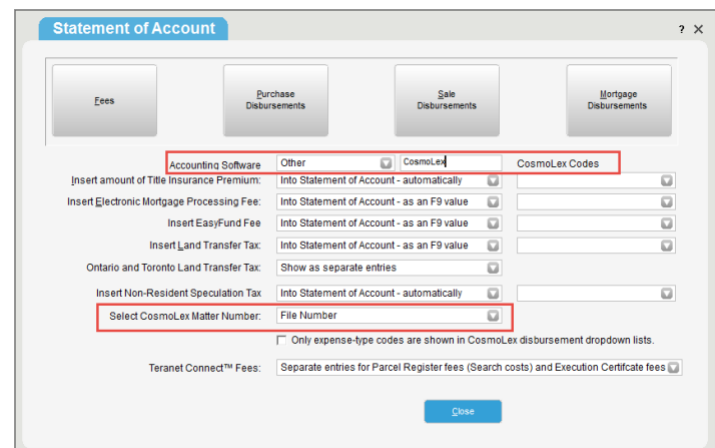 Statement of Account
? X
Fees
Purchase
Disbursements
Sale
Disbursements
Mortgage
Disbursements
Accounting Software Other CosmoLex CosmoLex Codes
Insert amount of Title Insurance Premium: Into Statement of Account - automatically
Insert Electronic Mortgage Processing Fee: Into Statement of Account - as an F9 value
Insert EasyFund Fee Into Statement of Account - as an F9 value
Insert Land Transfer Tax: Into Statement of Account - as an F9 value
Ontario and Toronto Land Transfer Tax: Show as separate entries
Insert Non-Resident Speculation Tax Into Statement of Account - automatically
Select CosmoLex Matter Number: File Number
Only expense-type codes are shown in CosmoLex disbursement dropdown lists.
Teranet Connect™ Fees: Separate entries for Parcel Register fees (Search costs) and Execution Certifcate fees
Close